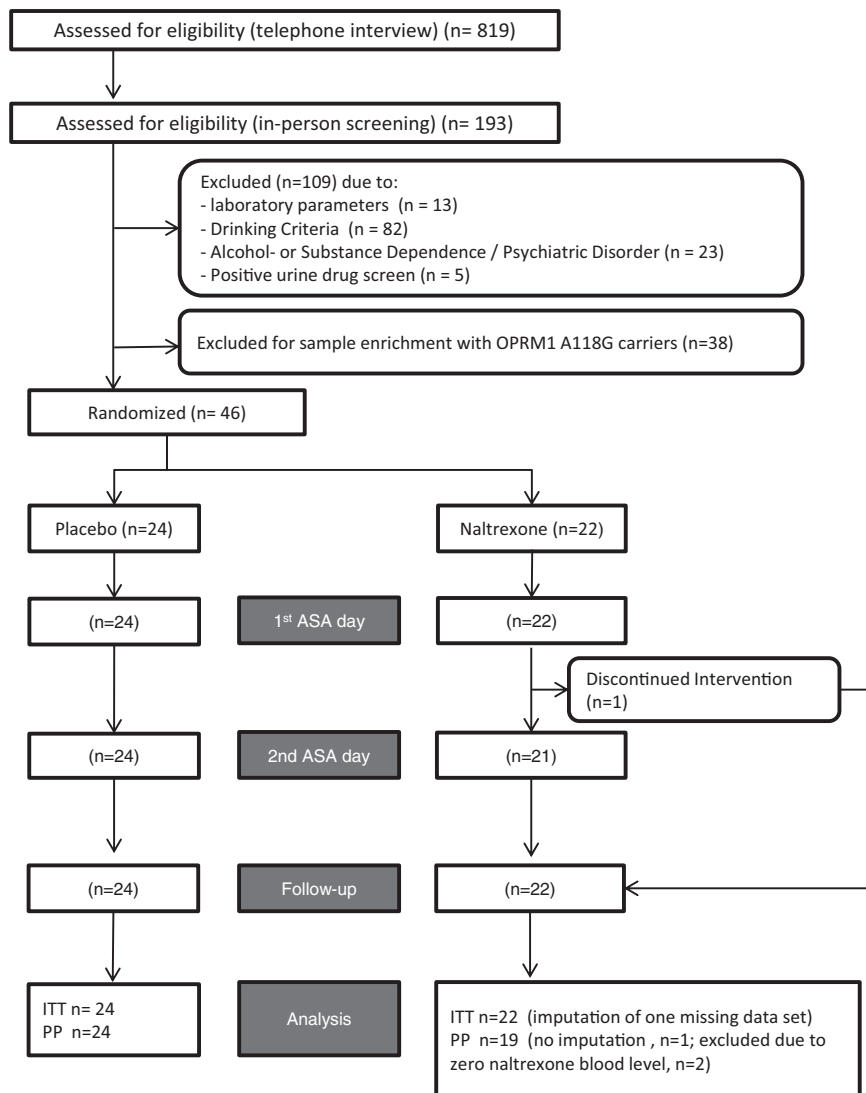 Assessed for eligibility (telephone interview) (n= 819)
Assessed for eligibility (in-person screening) (n= 193)
Excluded (n=109) due to:
- laboratory parameters (n = 13)
- Drinking Criteria (n = 82)
- Alcohol- or Substance Dependence / Psychiatric Disorder (n = 23)
- Positive urine drug screen (n = 5)
Excluded for sample enrichment with OPRM1 A118G carriers (n=38)
Randomized (n= 46)
Placebo (n=24)
Naltrexone (n=22)
(n=24)
1st ASA day
(n=22)
Discontinued Intervention
(n=1)
(n=24)
2nd ASA day
(n=21)
(n=24)
Follow-up
(n=22)
ITT n= 24
PP n=24
Analysis
ITT n=22 (imputation of one missing data set)
PP n=19 (no imputation , n=1; excluded due to
zero naltrexone blood level, n=2)